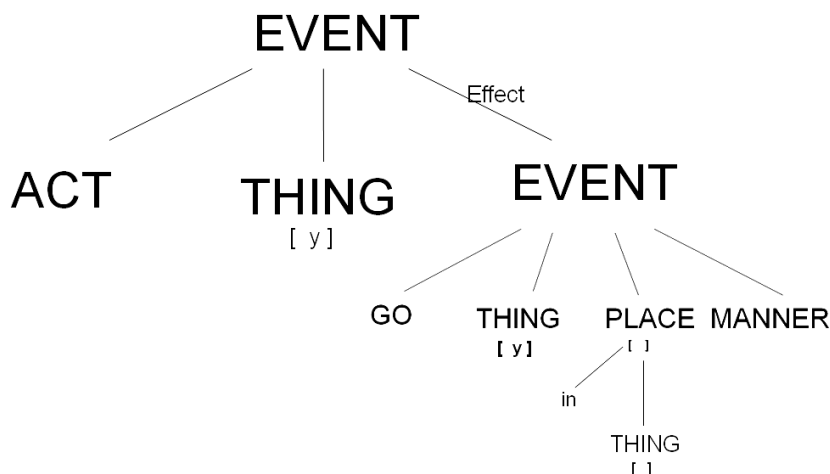 EVENT
Effect
ACT THING EVENT
[ y ]
GO THING PLACE MANNER
[ y ] [ ]
in
THING
[ ]